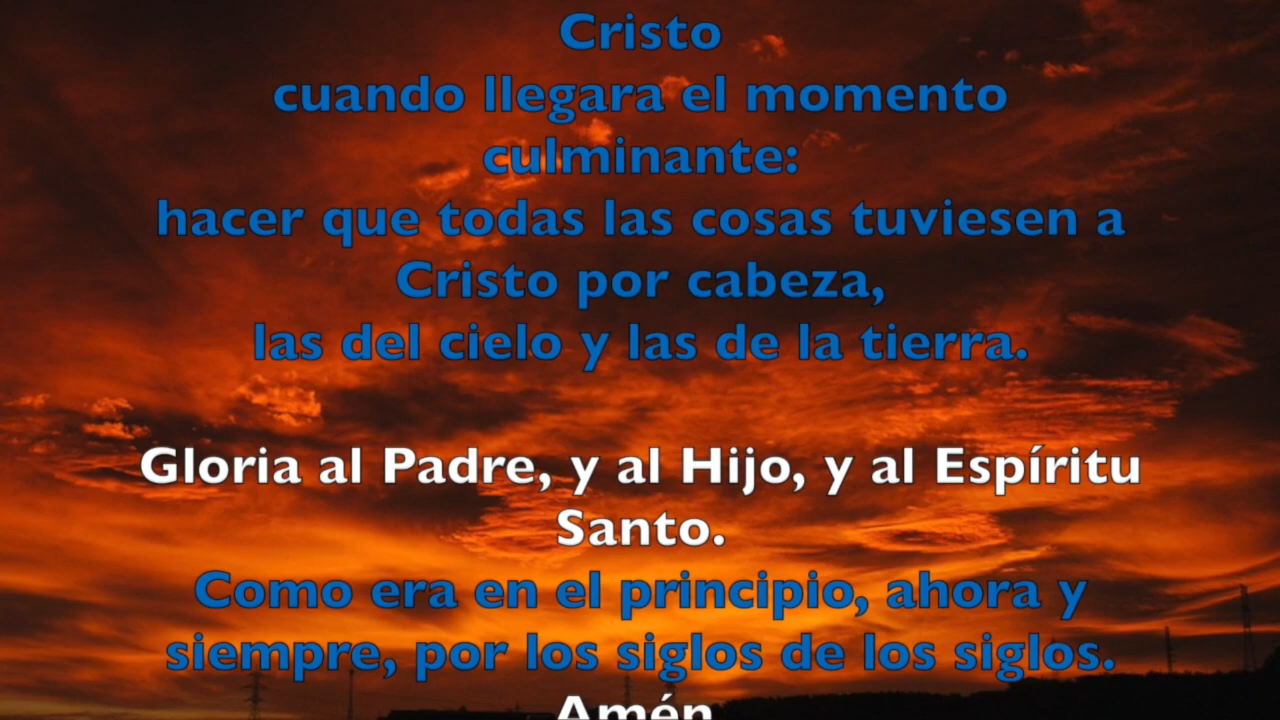 Cristo
cuando llegara el momento
culminante:
hacer que todas las cosas tuviesen a
Cristo por cabeza,
las del cielo y las de la tierra.
Gloria al Padre, y al Hijo, y al Espíritu
Santo.
Como era en el principio, ahora y
siempre, por los siglos de los siglos.
Amén